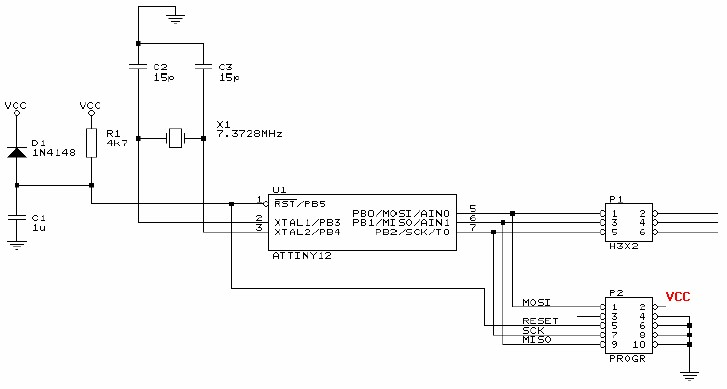 C2
15p
C3
15p
VCC
VCC
D1
1N4148
R1
4k7
X1
7.3728MHz
C1
1u
U1
1 RST/PB5
2 XTAL1/PB3
3 XTAL2/PB4
PB0/MOSI/AIN0 5
PB1/MISO/AIN1 6
PB2/SCK/T0 7
ATTINY12
P1
1 2
3 4
5 6
H3X2
P2
VCC
MOSI 1 2
3 4
RESET 5 6
SCK 7 8
MISO 9 10
PROGR